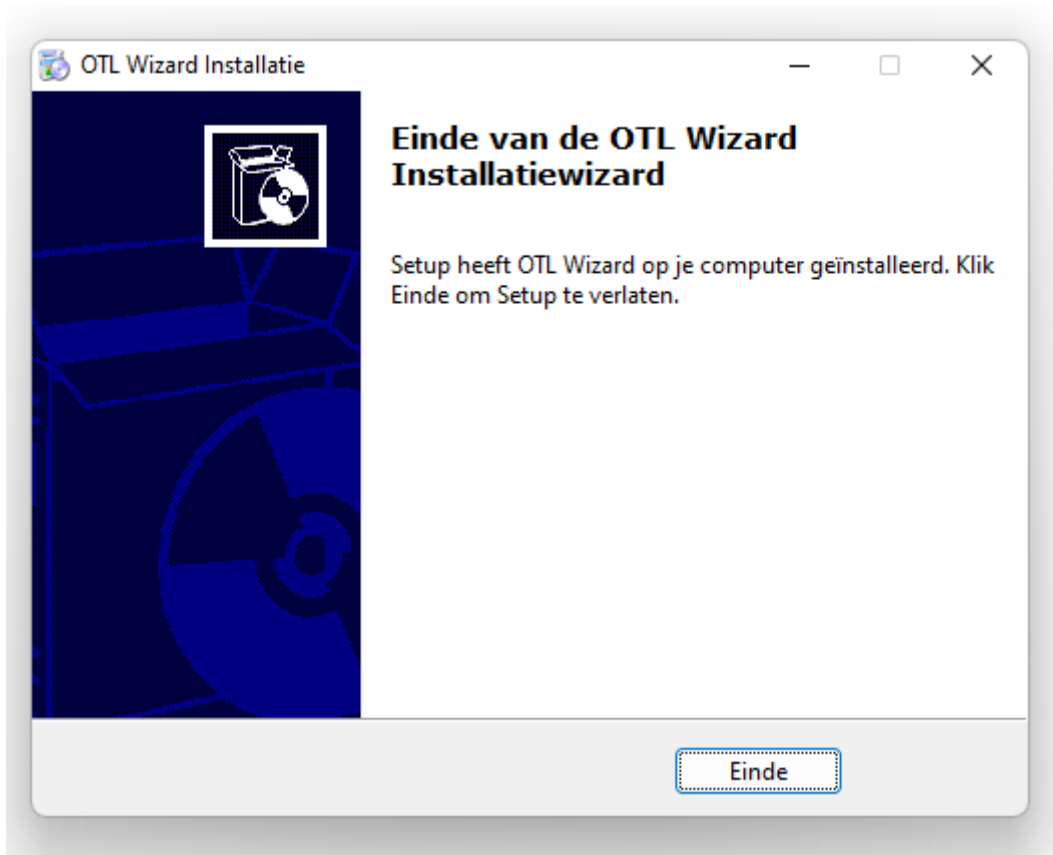 OTL Wizard Installatie
Einde van de OTL Wizard
Installatiewizard
Setup heeft OTL Wizard op je computer geïnstalleerd. Klik
Einde om Setup te verlaten.
Einde